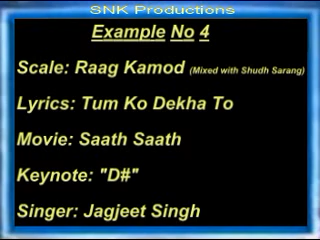 SNK Productions
Example No 4
Scale: Raag Kamod (Mixed with Shudh Sarang)
Lyrics: Tum Ko Dekha To
Movie: Saath Saath
Keynote: "D#"
Singer: Jagjeet Singh